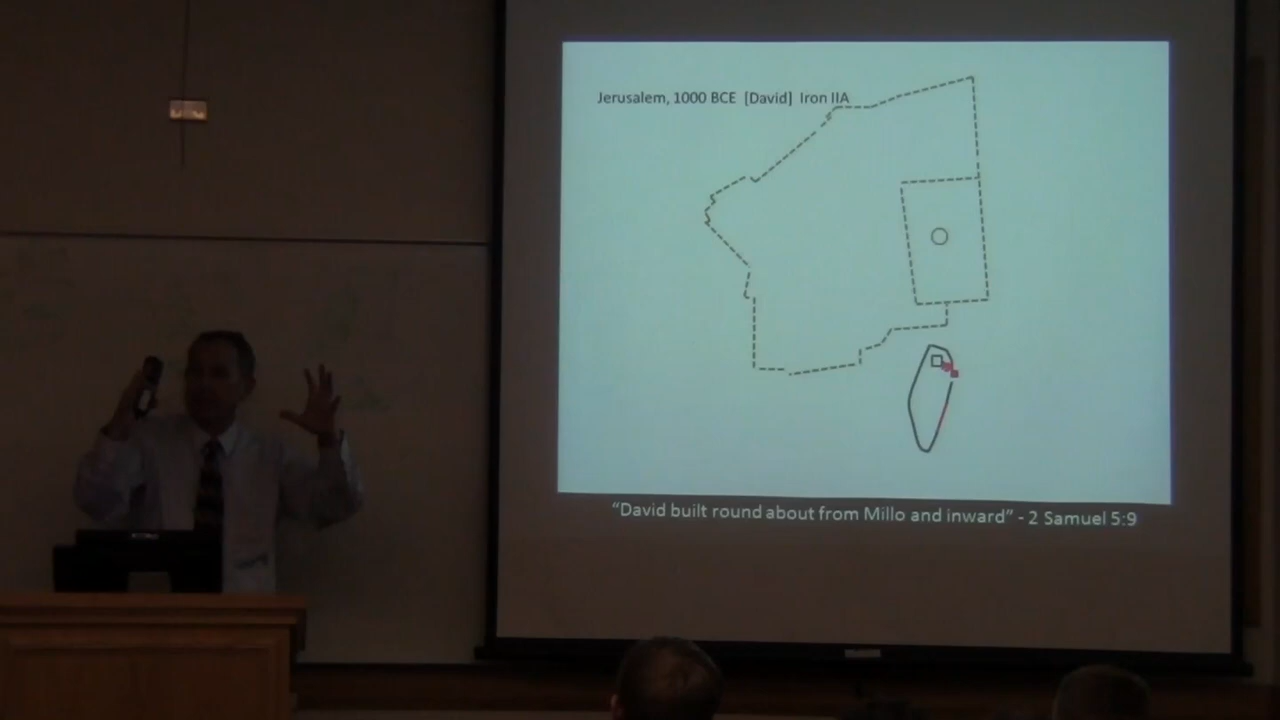 Jerusalem, 1000 BCE [David] Iron IIA
“David built round about from Millo and inward” - 2 Samuel 5:9